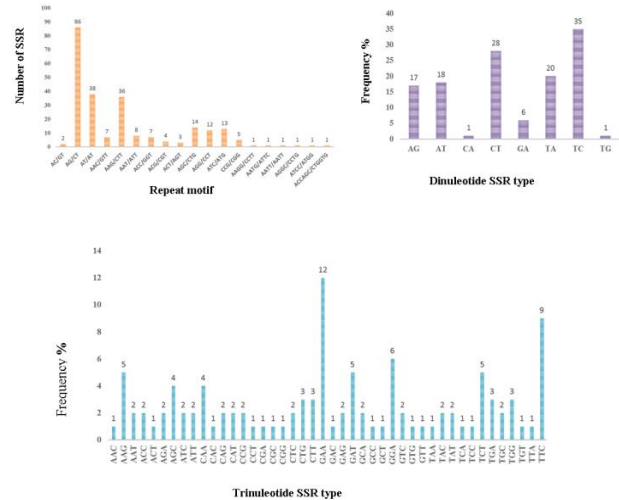 Number of SSR
100
90
80
70
60
50
40
30
20
10
0
2 86 38 7 36 8 7 4 3 14 12 13 5 1 1 1 1 1 1
AC/GT AG/CT AT/AT AAC/GTT AAG/CTT AAT/ATT ACC/GGT ACG/CGT ACT/AGT AGC/CTG AGG/CCT ATC/ATG CCG/CGG AAGG/CCTT AATG/ATTC AATT/AATT AGGC/CCTG ATCC/ATGG ACCAGC/CTGGTG
Repeat motif
Frequency %
40
35
30
25
20
15
10
5
0
17 18 1 28 6 20 35 1
AG AT CA CT GA TA TC TG
Dinuleotide SSR type
Frequency %
14
12
10
8
6
4
2
0
1 5 2 2 1 2 4 2 2 4 1 2 2 2 1 1 1 1 2 3 3 12 1 2 5 2 1 1 6 2 1 1 1 2 2 1 1 5 3 2 3 1 1 9
AAC AAG AAT ACC ACT AGA AGC ATC ATT CAA CAC CAG CAT CCG CCT CGA CGC CGG CTC CTG CTT GAA GAC GAG GAT GCA GCC GCT GGA GTC GTG GTT TAA TAC TAT TCA TCC TCT TGA TGC TGG TGT TTA TTC
Trinuleotide SSR type